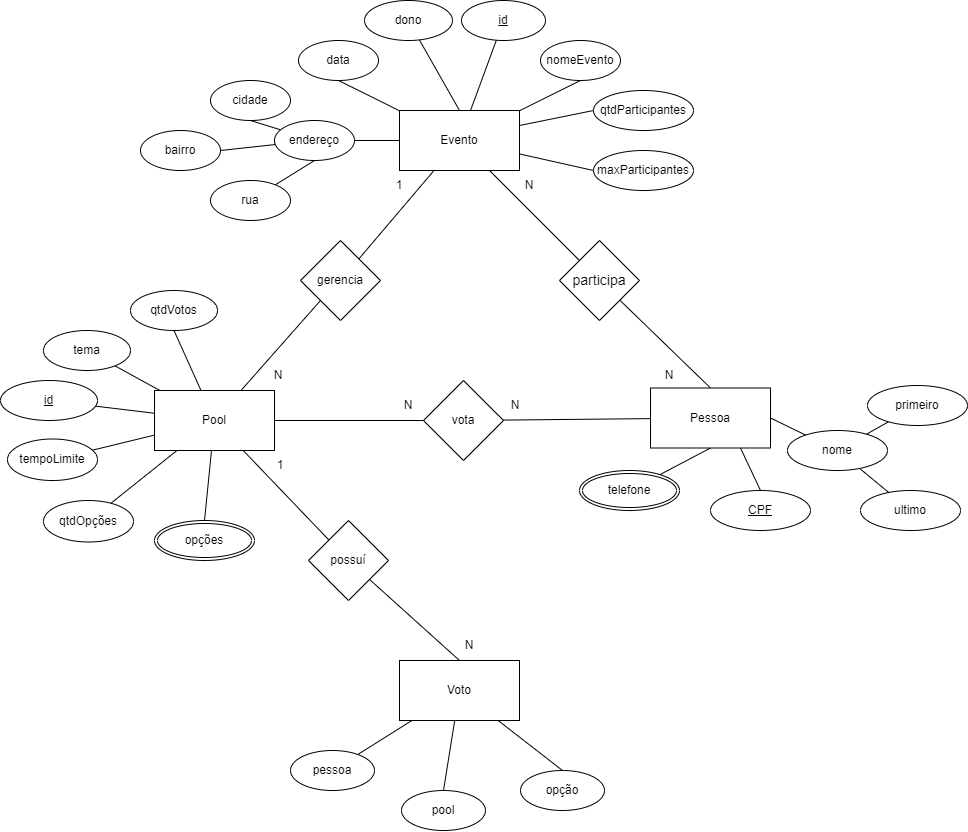 dono
id
data
nomeEvento
cidade
qtdParticipantes
endereço
Evento
bairro
maxParticipantes
1
N
rua
gerencia
participa
qtdVotos
tema
N
N
id
N
N
primeiro
Pool
vota
Pessoa
nome
tempoLimite
1
telefone
CPF
ultimo
qtdOpções
opções
possuí
N
Voto
pessoa
opção
pool